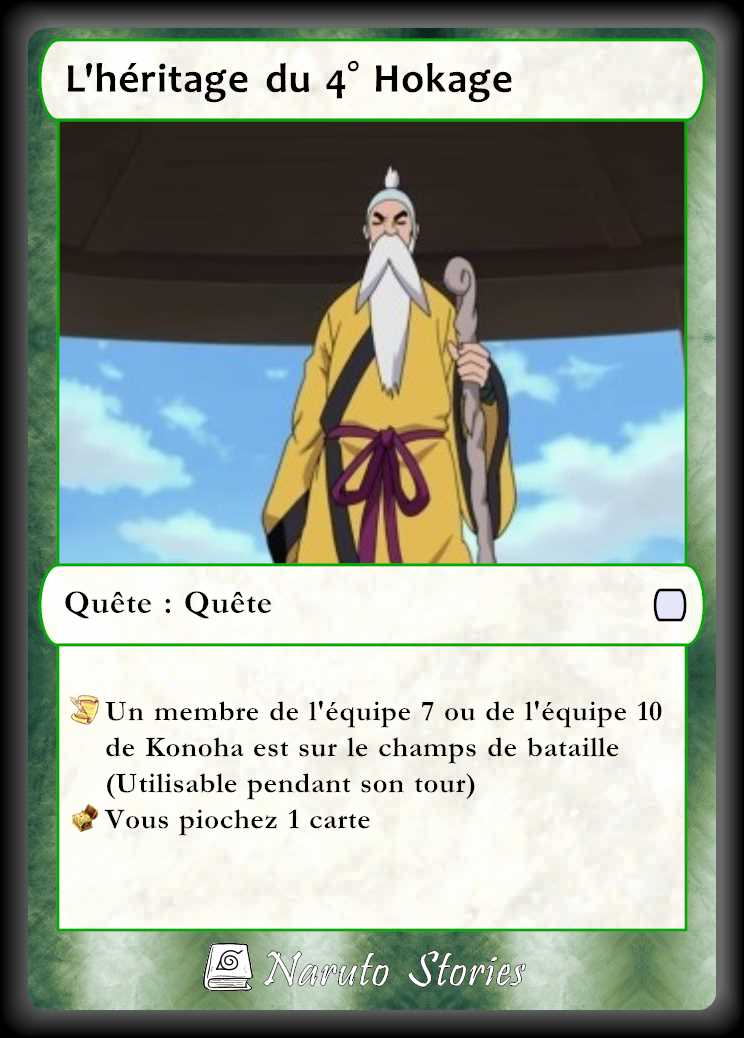 L'héritage du 4° Hokage
Quête : Quête
Un membre de l'équipe 7 ou de l'équipe 10
de Konoha est sur le champs de bataille
(Utilisable pendant son tour)
Vous piochez 1 carte
Naruto Stories